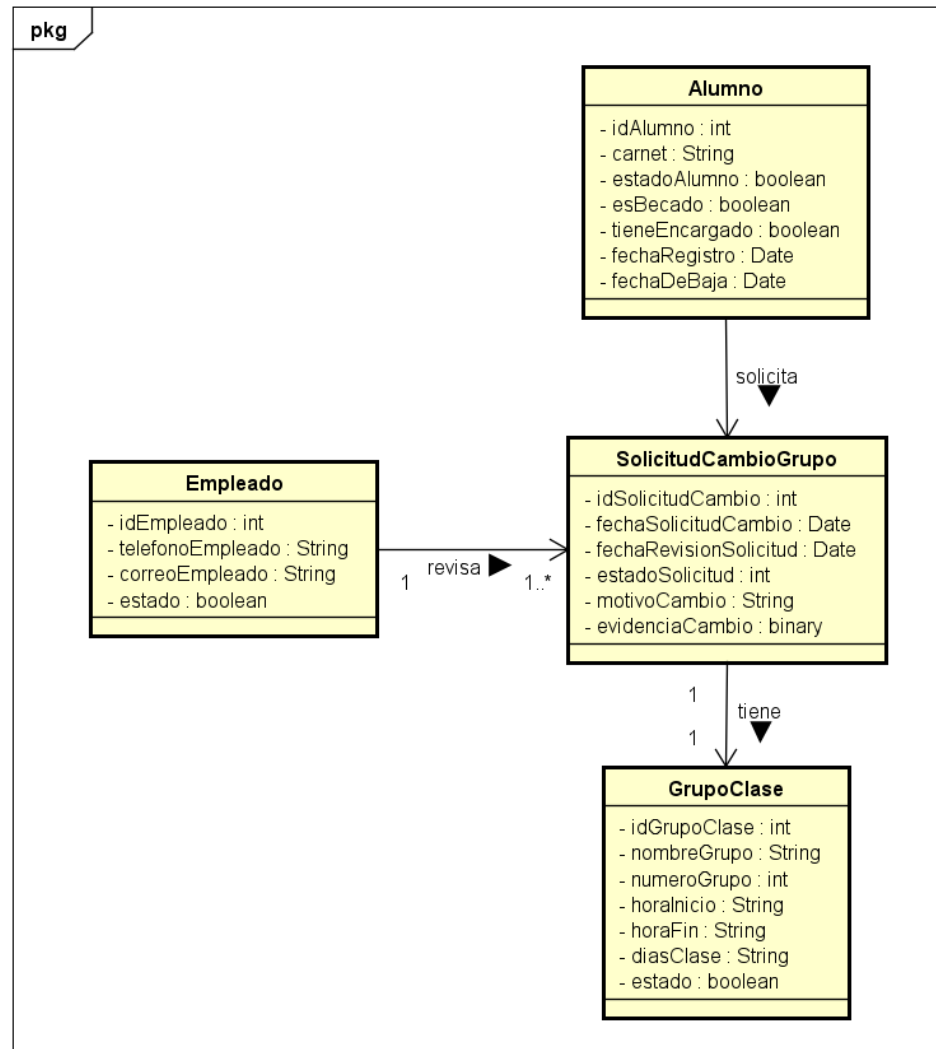 pkg
Alumno
- idAlumno : int
- carnet : String
- estadoAlumno : boolean
- esBecado : boolean
- tieneEncargado : boolean
- fechaRegistro : Date
- fechaDeBaja : Date
solicita
Empleado
- idEmpleado : int
- telefonoEmpleado : String
- correoEmpleado : String
- estado : boolean
1
revisa
1..*
SolicitudCambioGrupo
- idSolicitudCambio : int
- fechaSolicitudCambio : Date
- fechaRevisionSolicitud : Date
- estadoSolicitud : int
- motivoCambio : String
- evidenciaCambio : binary
1
tiene
1
GrupoClase
- idGrupoClase : int
- nombreGrupo : String
- numeroGrupo : int
- horaInicio : String
- horaFin : String
- diasClase : String
- estado : boolean